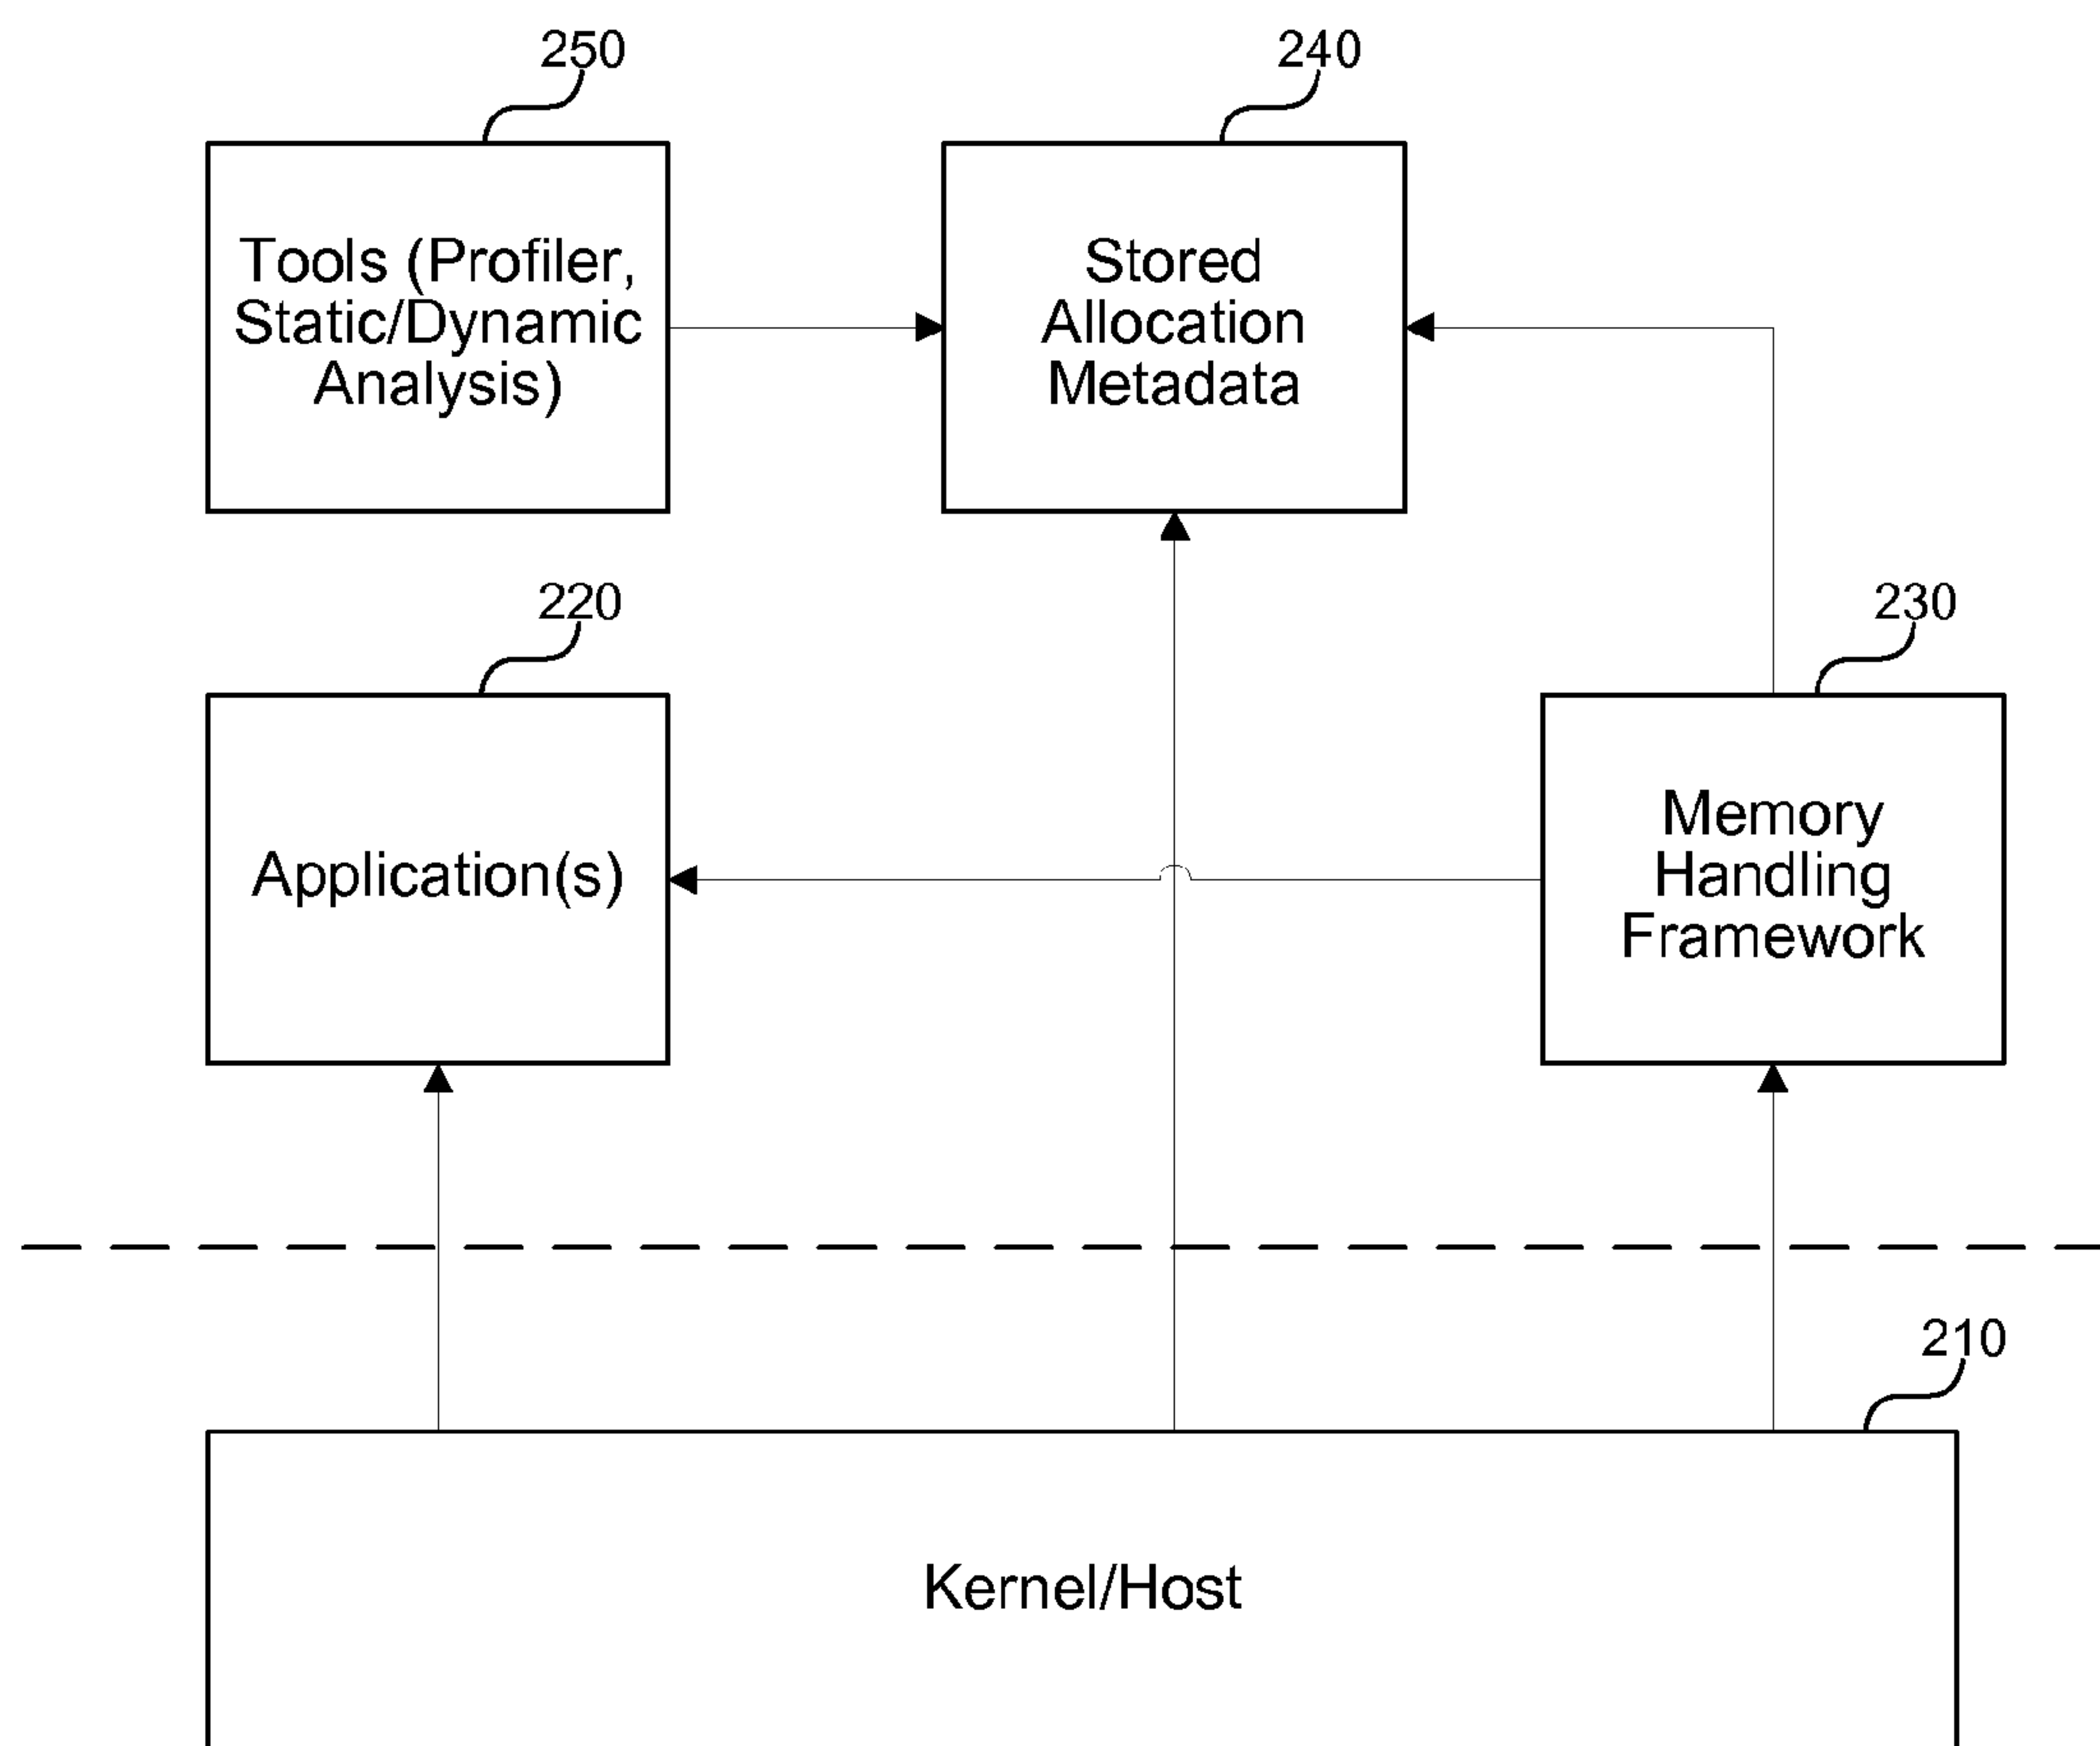 250
240
Tools (Profiler,
Static/Dynamic
Analysis)
Stored
Allocation
Metadata
220
230
Application(s)
Memory
Handling
Framework
210
Kernel/Host